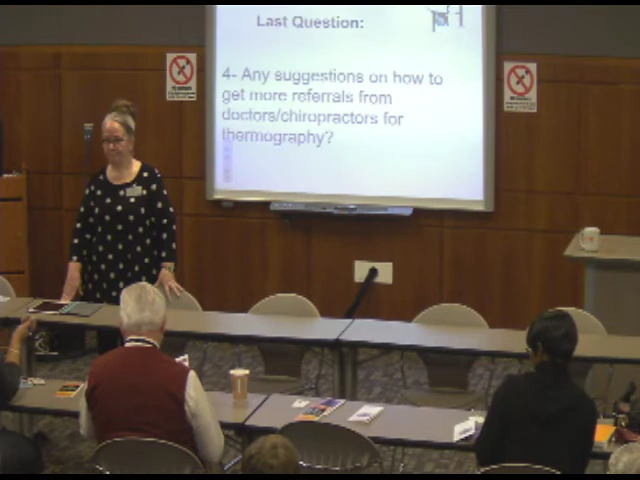 Last Question:
4- Any suggestions on how to
get more referrals from
doctors/chiropractors for
thermography?